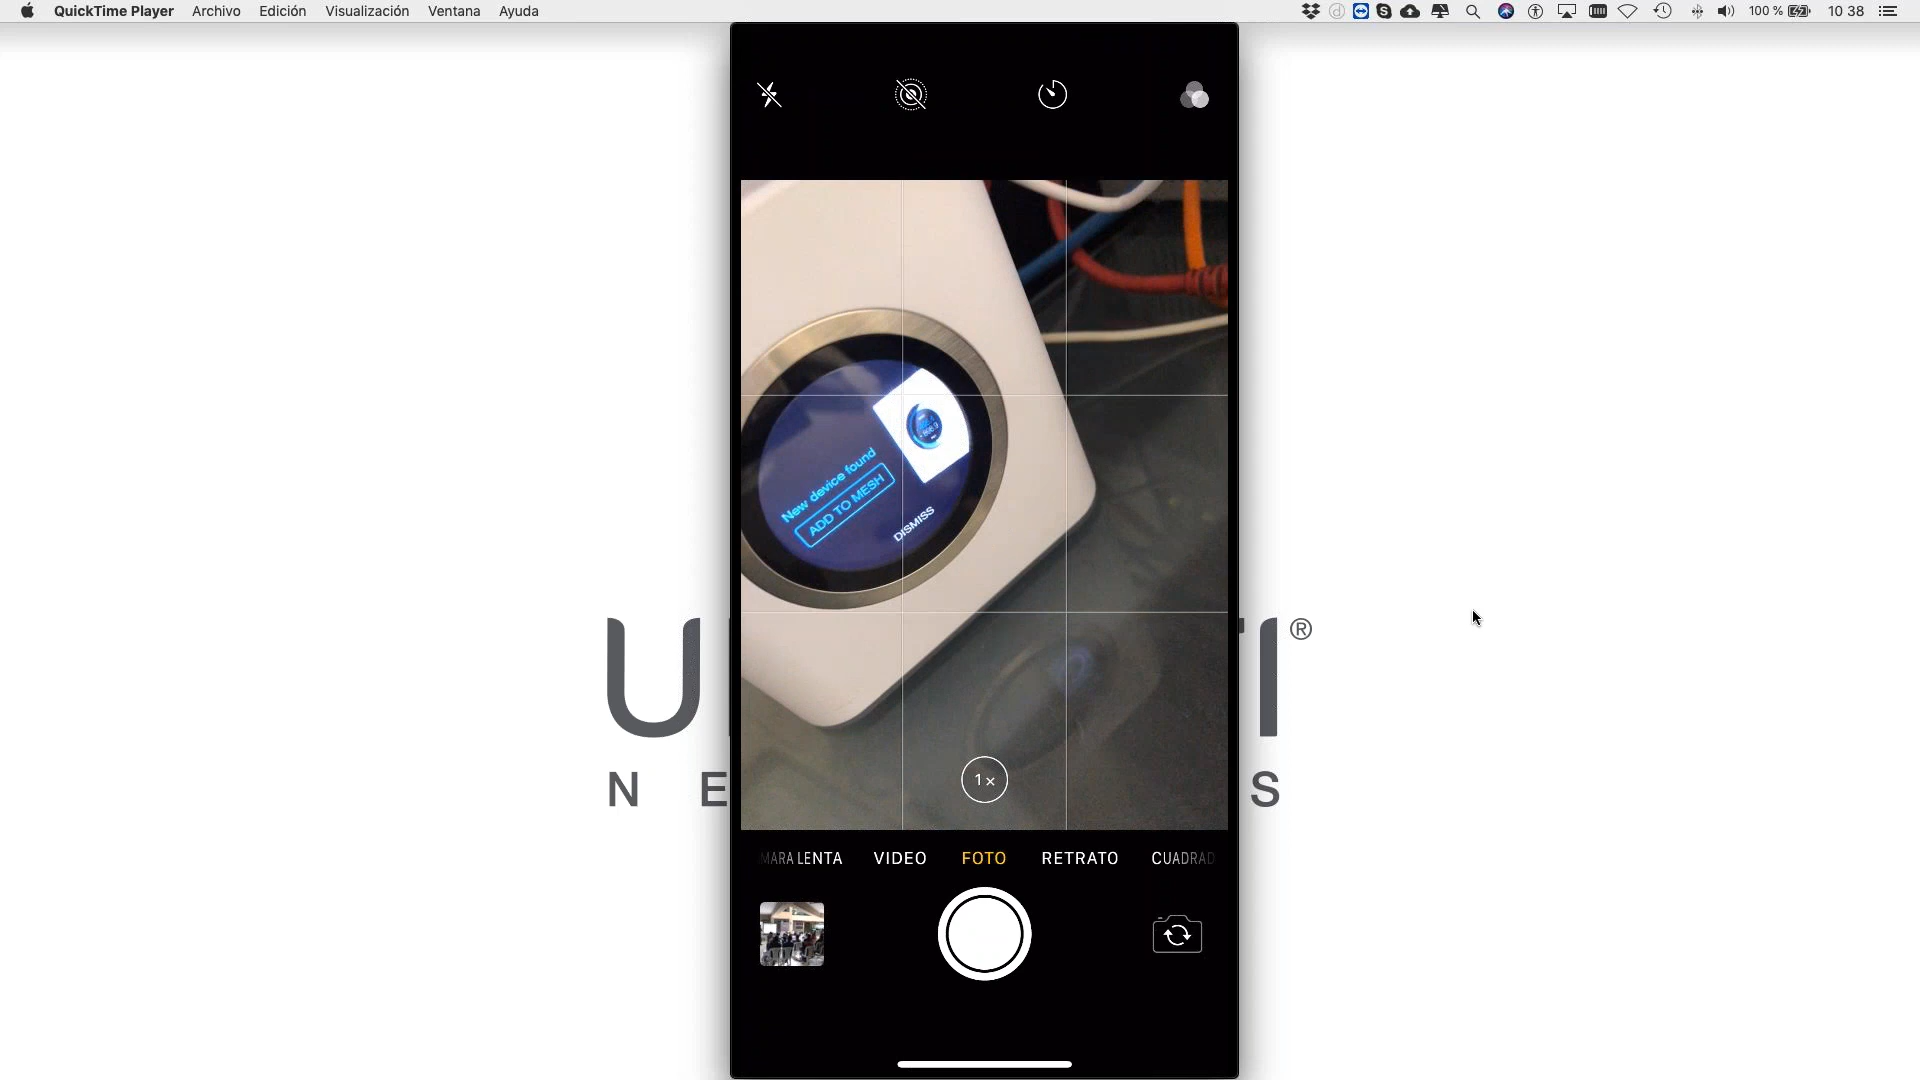 QuickTime Player Archivo Edición Visualización Ventana Ayuda 100 % 10 38
New device found
ADD TO MESH
DISMISS
U I ®
N E S
1×
MARA LENTA VIDEO FOTO RETRATO CUADRAD